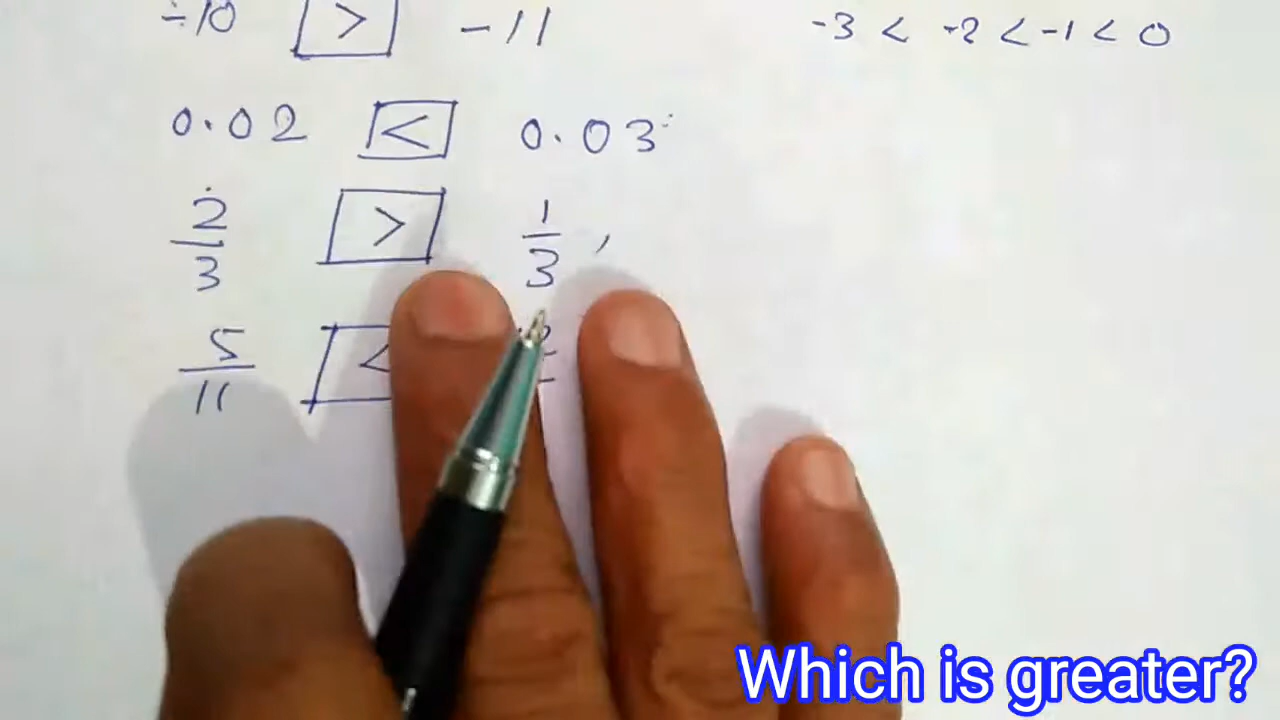 -10 > -11
-3 < -2 < -1 < 0
0.02 < 0.03
2/3 > 1/3,
5/11 <
Which is greater?